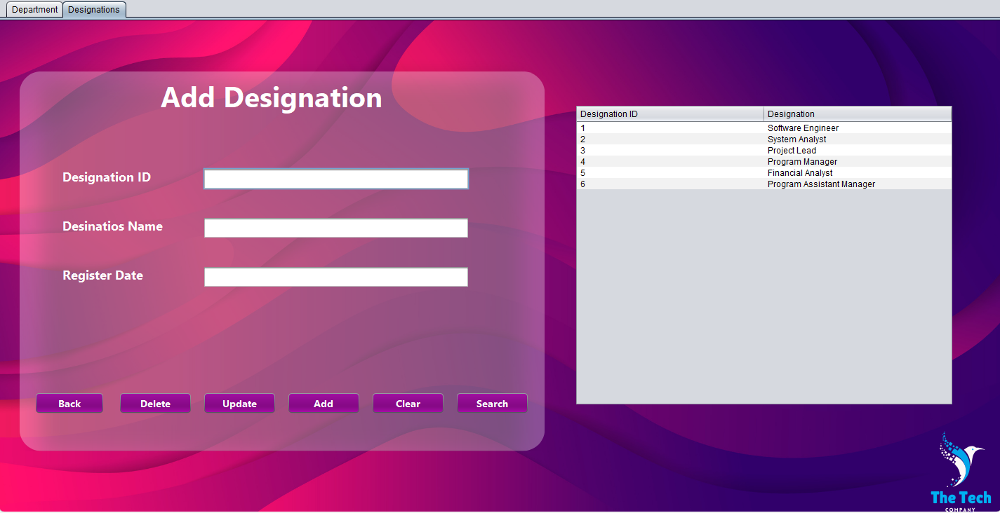 Department Designations
Add Designation
Designation ID
Desinatios Name
Register Date
Back Delete Update Add Clear Search
Designation ID Designation
1 Software Engineer
2 System Analyst
3 Project Lead
4 Program Manager
5 Financial Analyst
6 Program Assistant Manager
The Tech
COMPANY